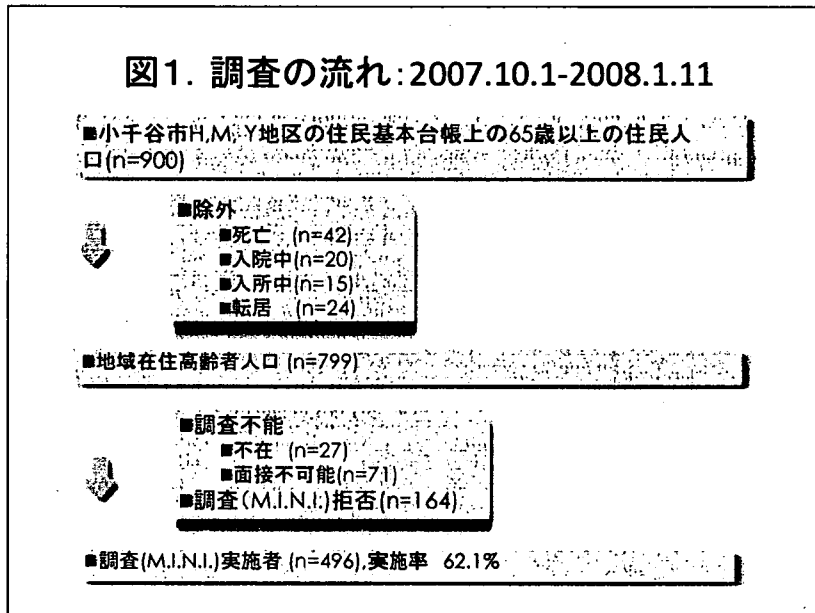 図1. 調査の流れ:2007.10.1-2008.1.11
■小千谷市H,M, Y地区の住民基本台帳上の65歳以上の住民人
口(n=900)
■除外
■死亡 (n=42)
■入院中(n=20)
■入所中(n=15)
■転居 (n=24)
■地域在住高齢者人口 (n=799)
■調査不能
■不在 (n=27)
■面接不可能(n=71)
■調査(M.I.N.I.)拒否(n=164)
■調査(M.I.N.I.)実施者 (n=496),実施率 62.1%